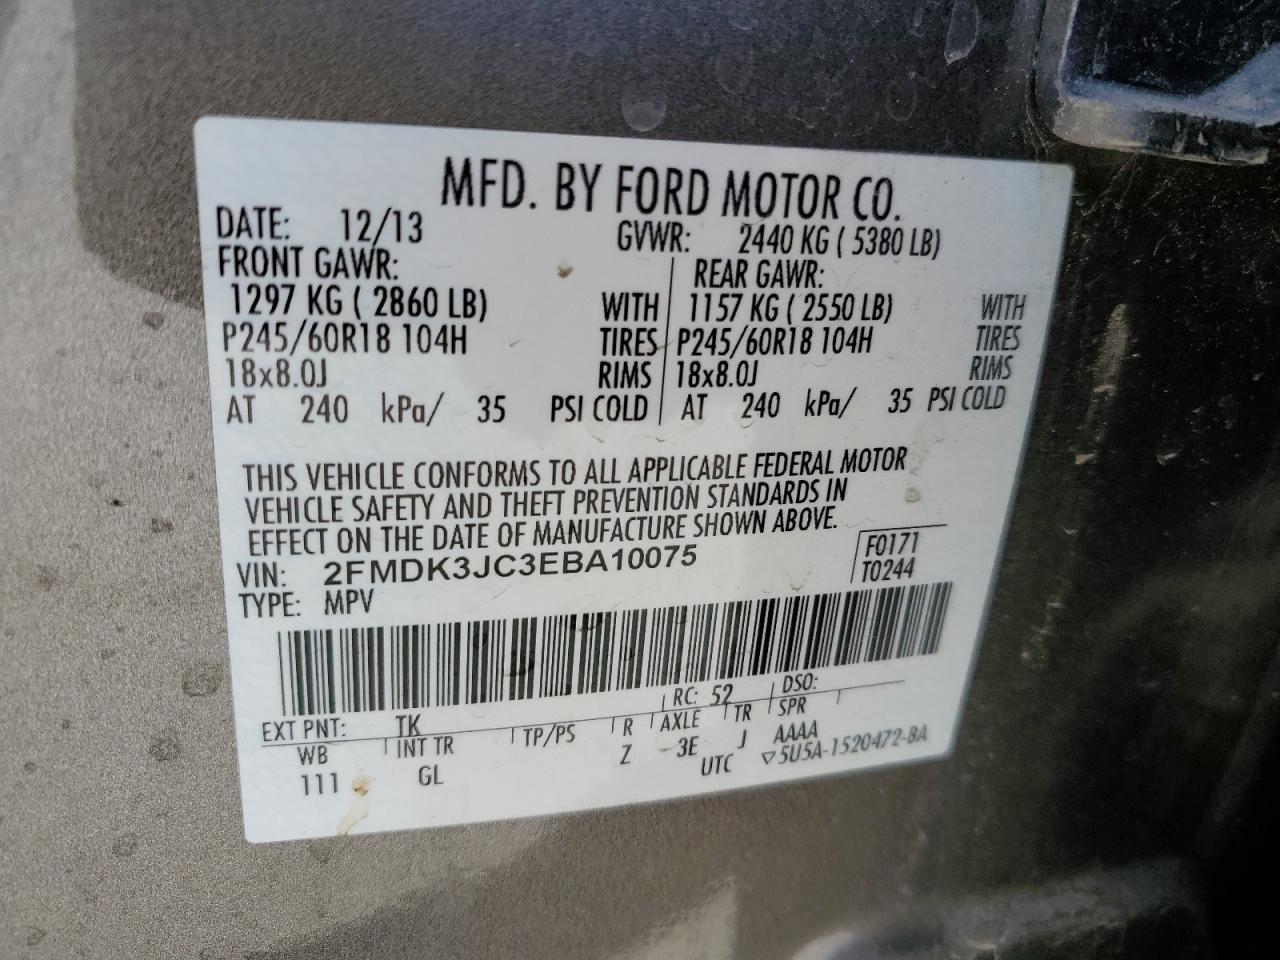 MFD. BY FORD MOTOR CO.
DATE: 12/13 GVWR: 2440 KG ( 5380 LB)
FRONT GAWR: REAR GAWR:
1297 KG ( 2860 LB) WITH 1157 KG ( 2550 LB) WITH
P245/60R18 104H TIRES P245/60R18 104H TIRES
18x8.0J RIMS 18x8.0J RIMS
AT 240 kPa/ 35 PSI COLD AT 240 kPa/ 35 PSI COLD
THIS VEHICLE CONFORMS TO ALL APPLICABLE FEDERAL MOTOR
VEHICLE SAFETY AND THEFT PREVENTION STANDARDS IN
EFFECT ON THE DATE OF MANUFACTURE SHOWN ABOVE.
VIN: 2FMDK3JC3EBA10075 F0171
TYPE: MPV T0244
EXT PNT: TK RC: 52 DSO:
WB INT TR TP/PS R AXLE TR SPR
111 GL Z 3E J AAAA
UTC ▽5U5A-1520472-BA